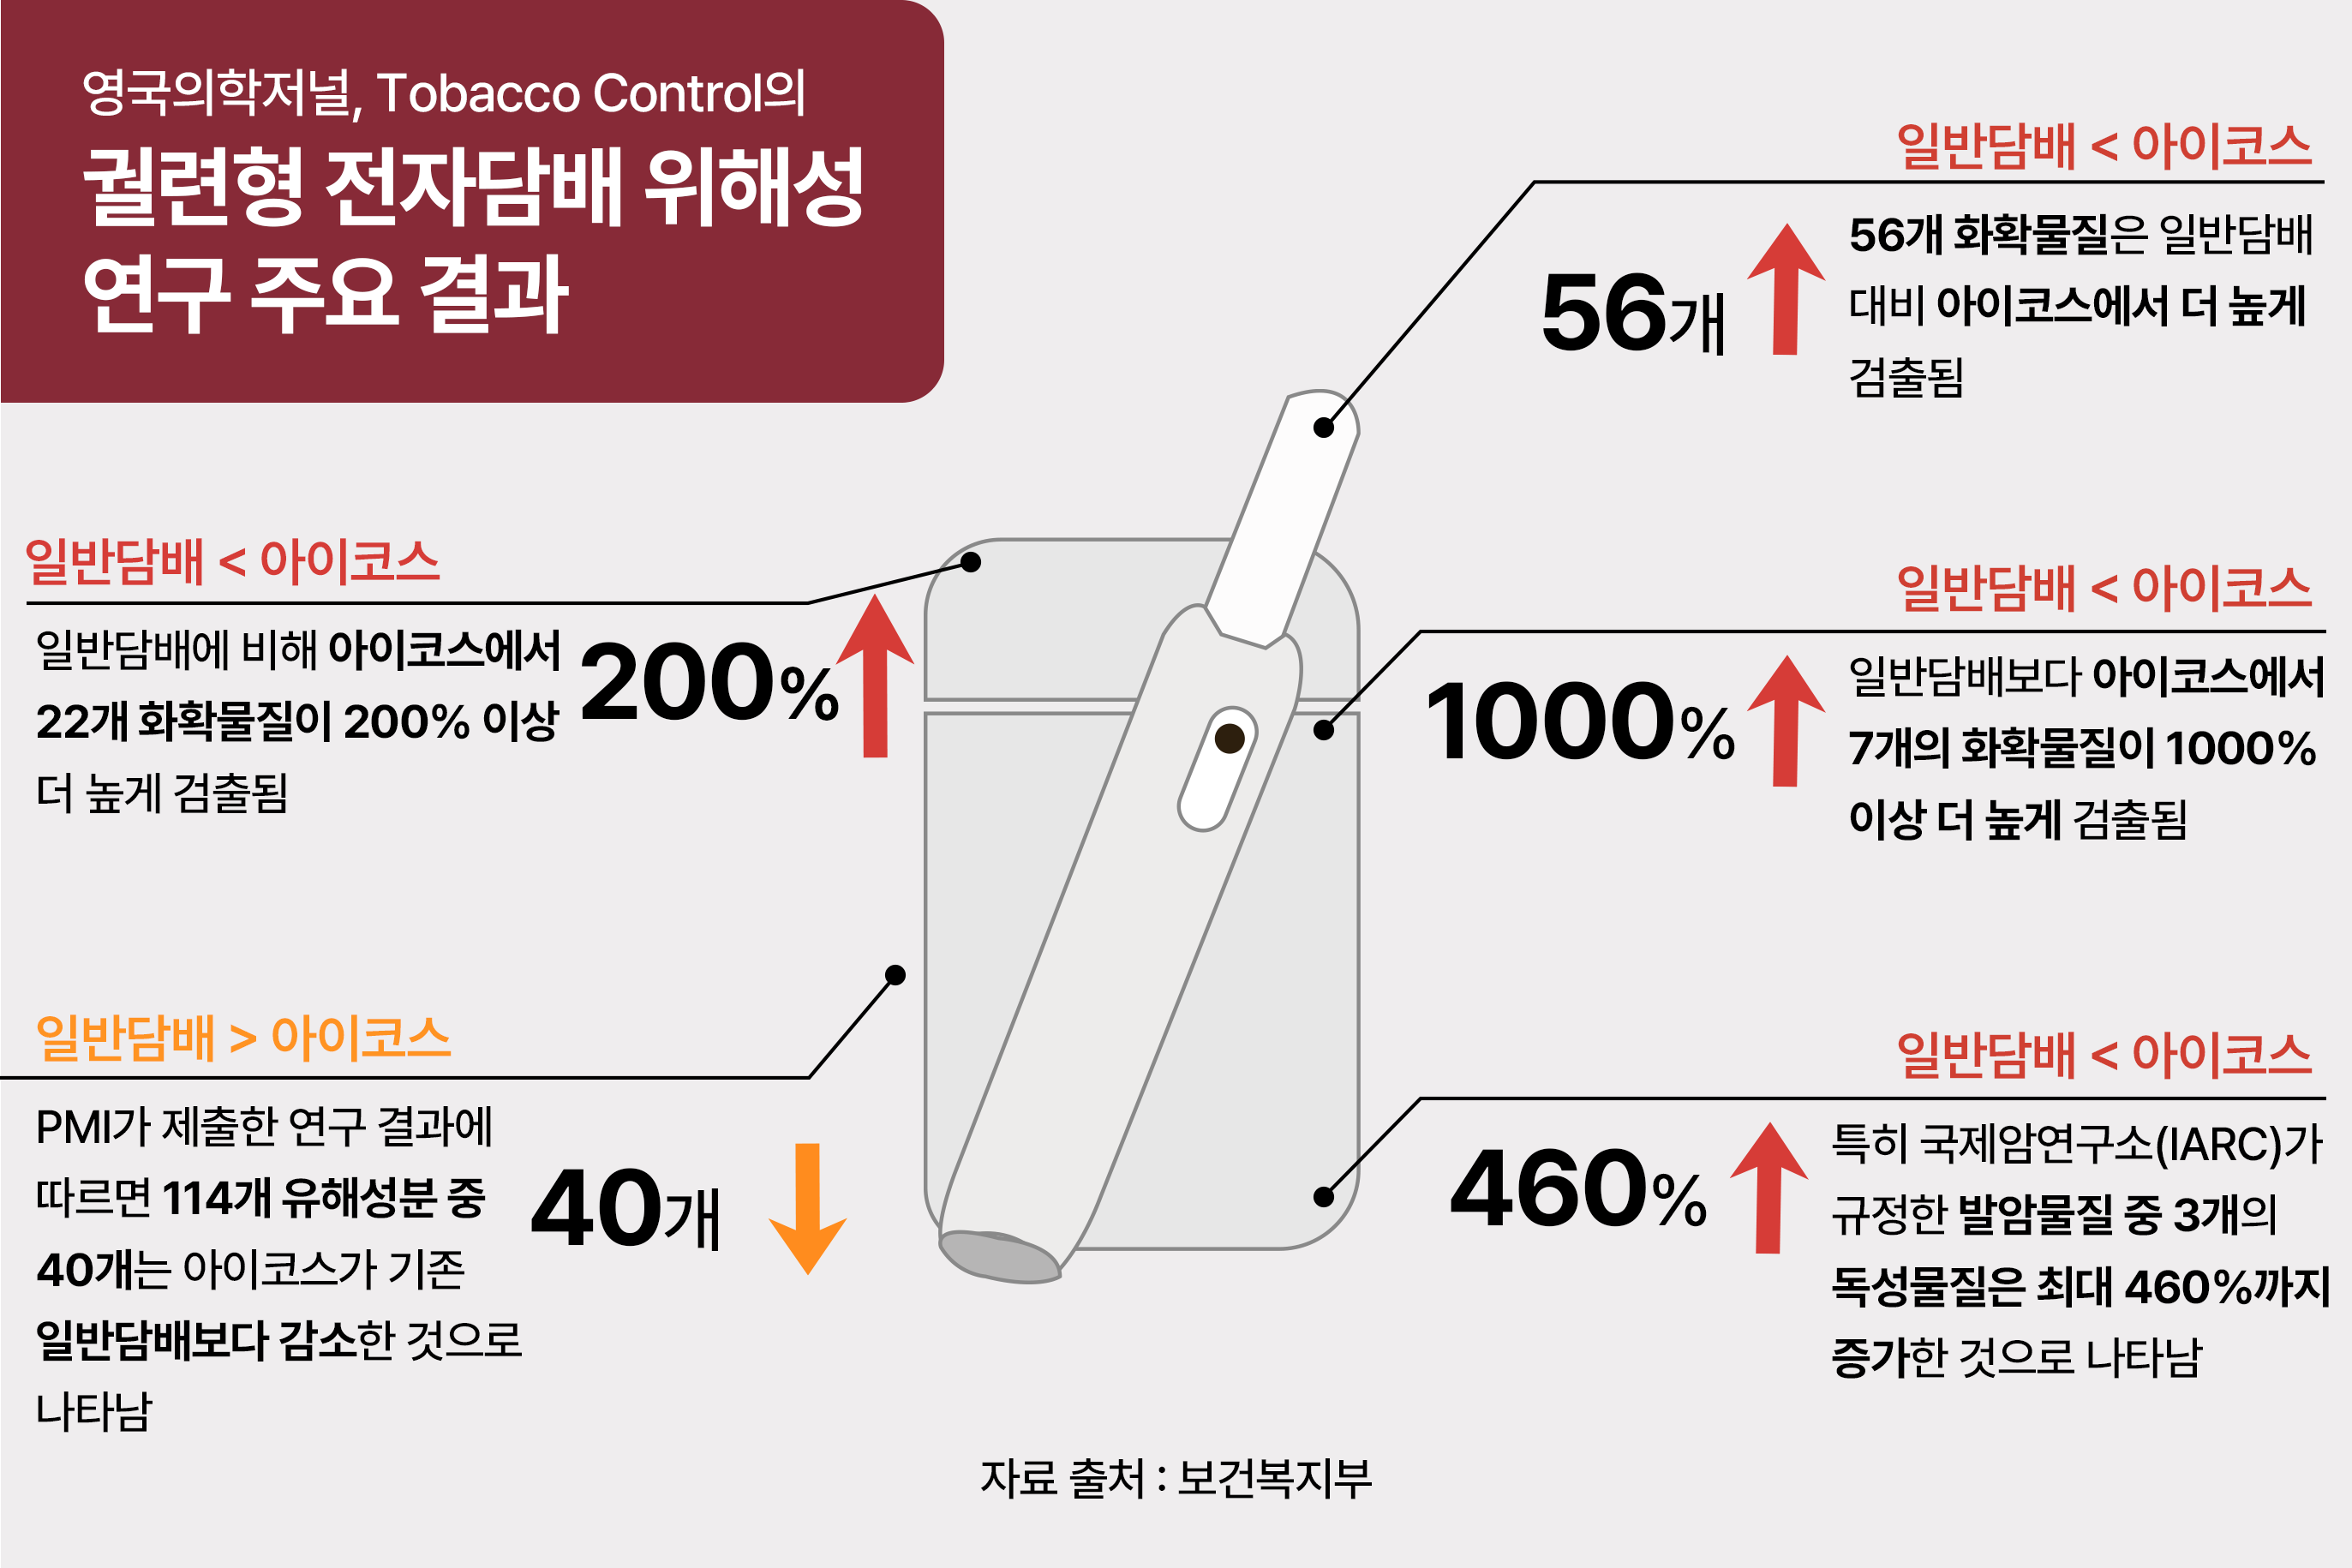 영국의학저널, Tobacco Control의
궐련형 전자담배 위해성
연구 주요 결과
일반담배 < 아이코스
56개
56개 화확물질은 일반담배
대비 아이코스에서 더 높게
검출됨
일반담배 < 아이코스
일반담배에 비해 아이코스에서
22개 화확물질이 200% 이상
더 높게 검출됨
200%
일반담배 < 아이코스
1000%
일반담배보다 아이코스에서
7개의 화확물질이 1000%
이상 더 높게 검출됨
일반담배 > 아이코스
PMI가 제출한 연구 결과에
따르면 114개 유해성분 중
40개는 아이코스가 기존
일반담배보다 감소한 것으로
나타남
40개
일반담배 < 아이코스
460%
특히 국제암연구소(IARC)가
규정한 발암물질 중 3개의
독성물질은 최대 460%까지
증가한 것으로 나타남
자료 출처 : 보건복지부